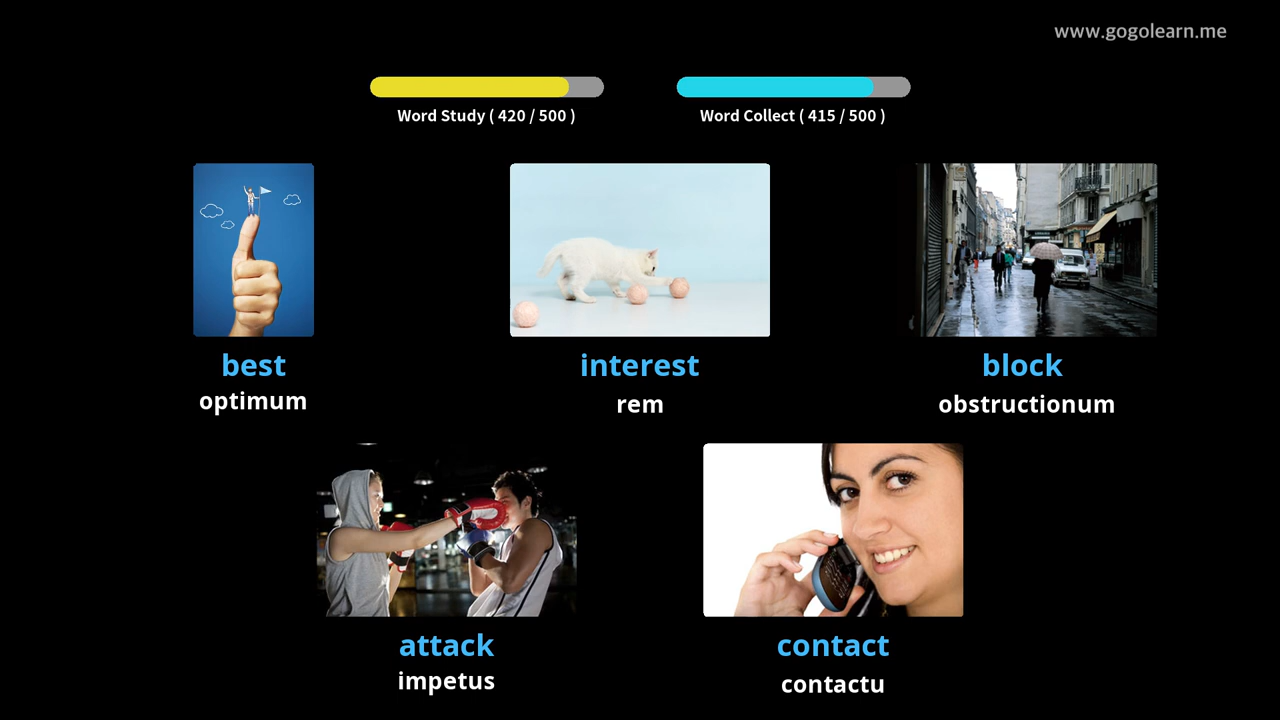 www.gogolearn.me
Word Study ( 420 / 500 )
Word Collect ( 415 / 500 )
best
optimum
interest
rem
block
obstructionum
attack
impetus
contact
contactu